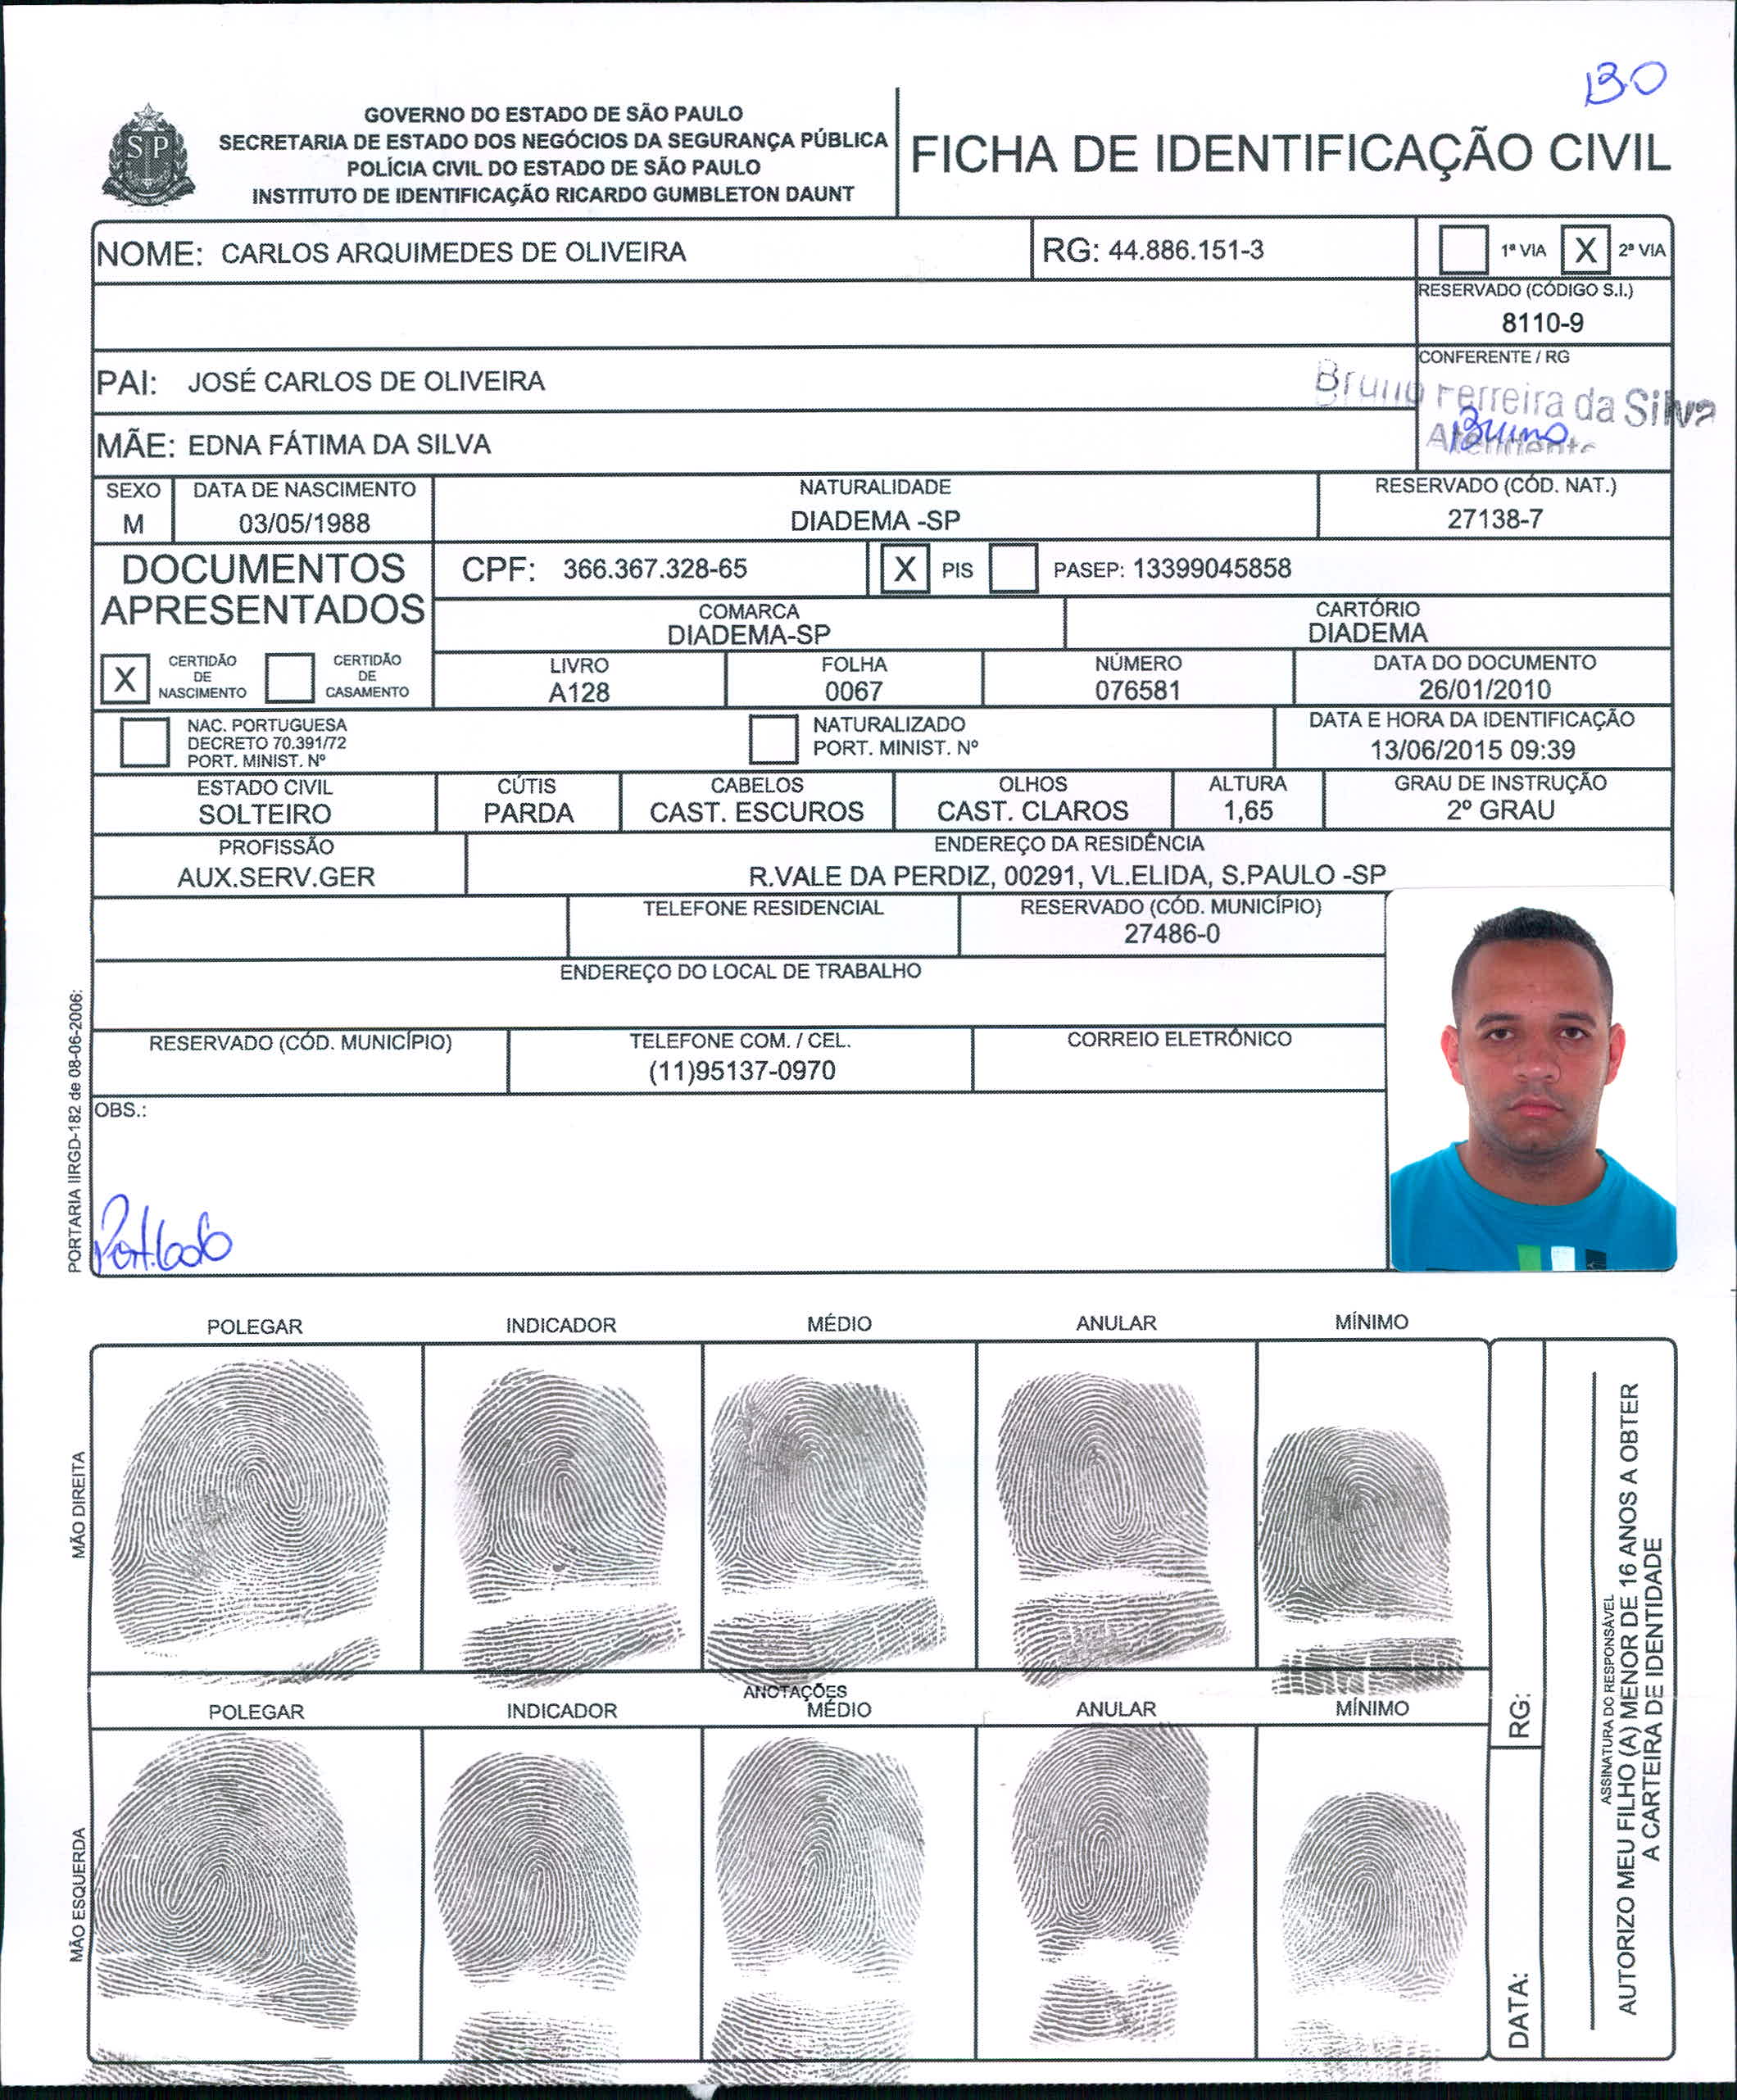 130
SP
GOVERNO DO ESTADO DE SÃO PAULO
SECRETARIA DE ESTADO DOS NEGÓCIOS DA SEGURANÇA PÚBLICA
POLÍCIA CIVIL DO ESTADO DE SÃO PAULO
INSTITUTO DE IDENTIFICAÇÃO RICARDO GUMBLETON DAUNT
FICHA DE IDENTIFICAÇÃO CIVIL
NOME: CARLOS ARQUIMEDES DE OLIVEIRA
RG: 44.886.151-3
1ª VIA X 2ª VIA
RESERVADO (CÓDIGO S.I.)
8110-9
PAI: JOSÉ CARLOS DE OLIVEIRA
CONFERENTE / RG
Bruno Ferreira da Silva
Atendente
Bruno
MÃE: EDNA FÁTIMA DA SILVA
SEXO
M
DATA DE NASCIMENTO
03/05/1988
NATURALIDADE
DIADEMA -SP
RESERVADO (CÓD. NAT.)
27138-7
DOCUMENTOS
APRESENTADOS
CPF: 366.367.328-65
X PIS
PASEP: 13399045858
COMARCA
DIADEMA-SP
CARTÓRIO
DIADEMA
X
CERTIDÃO
DE
NASCIMENTO
CERTIDÃO
DE
CASAMENTO
LIVRO
A128
FOLHA
0067
NÚMERO
076581
DATA DO DOCUMENTO
26/01/2010
NAC. PORTUGUESA
DECRETO 70.391/72
PORT. MINIST. Nº
NATURALIZADO
PORT. MINIST. Nº
DATA E HORA DA IDENTIFICAÇÃO
13/06/2015 09:39
ESTADO CIVIL
SOLTEIRO
CÚTIS
PARDA
CABELOS
CAST. ESCUROS
OLHOS
CAST. CLAROS
ALTURA
1,65
GRAU DE INSTRUÇÃO
2º GRAU
PROFISSÃO
AUX.SERV.GER
ENDEREÇO DA RESIDÊNCIA
R.VALE DA PERDIZ, 00291, VL.ELIDA, S.PAULO -SP
TELEFONE RESIDENCIAL
RESERVADO (CÓD. MUNICÍPIO)
27486-0
ENDEREÇO DO LOCAL DE TRABALHO
RESERVADO (CÓD. MUNICÍPIO)
TELEFONE COM. / CEL.
(11)95137-0970
CORREIO ELETRÔNICO
OBS.:
PORTARIA IIRGD-182 de 08-06-2006:
POLEGAR
INDICADOR
MÉDIO
ANULAR
MÍNIMO
MÃO DIREITA
ANOTAÇÕES
POLEGAR
INDICADOR
MÉDIO
ANULAR
MÍNIMO
MÃO ESQUERDA
RG:
DATA:
ASSINATURA DO RESPONSÁVEL
AUTORIZO MEU FILHO (A) MENOR DE 16 ANOS A OBTER
A CARTEIRA DE IDENTIDADE